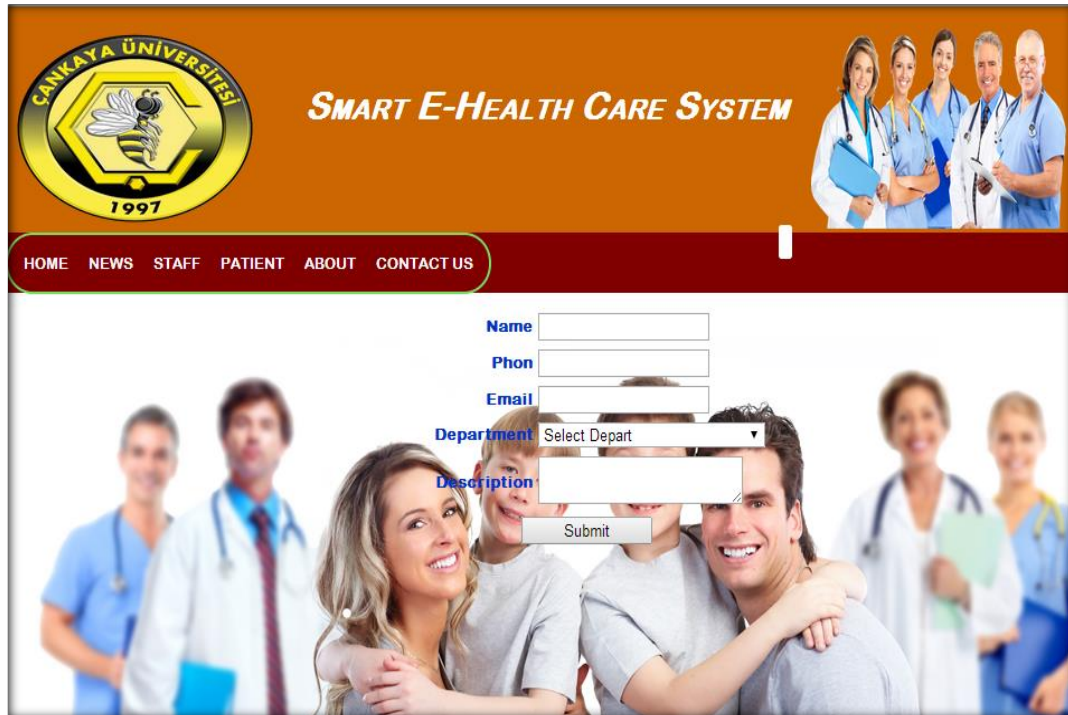 ÇANKAYA ÜNİVERSİTESİ
1997
SMART E-HEALTH CARE SYSTEM
HOME NEWS STAFF PATIENT ABOUT CONTACT US
Name
Phon
Email
Department Select Depart
Description
Submit